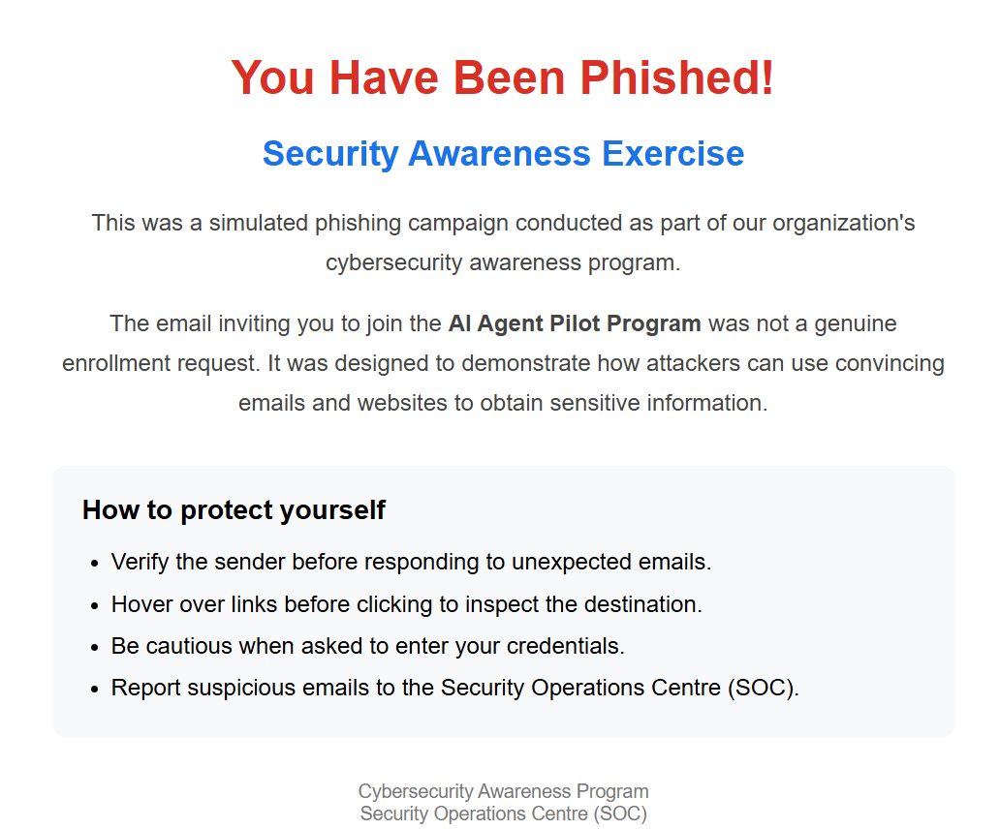 You Have Been Phished!
Security Awareness Exercise
This was a simulated phishing campaign conducted as part of our organization's
cybersecurity awareness program.
The email inviting you to join the AI Agent Pilot Program was not a genuine
enrollment request. It was designed to demonstrate how attackers can use convincing
emails and websites to obtain sensitive information.
How to protect yourself
• Verify the sender before responding to unexpected emails.
• Hover over links before clicking to inspect the destination.
• Be cautious when asked to enter your credentials.
• Report suspicious emails to the Security Operations Centre (SOC).
Cybersecurity Awareness Program
Security Operations Centre (SOC)